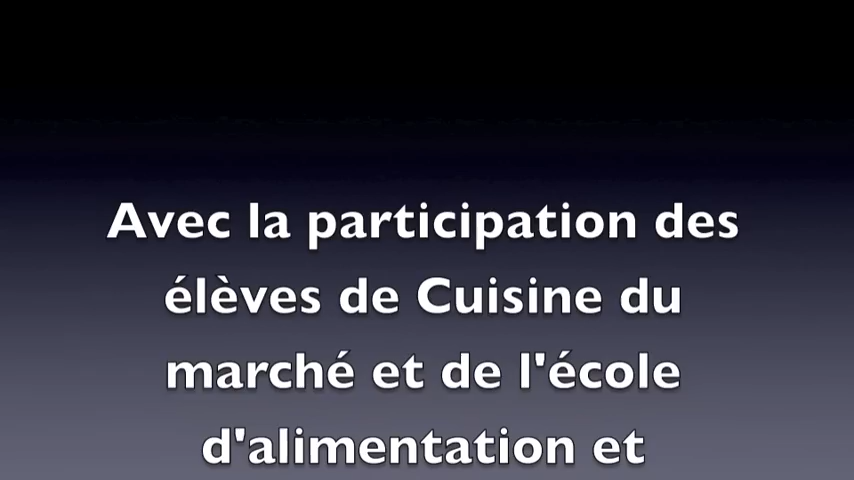 Avec la participation des
élèves de Cuisine du
marché et de l'école
d'alimentation et